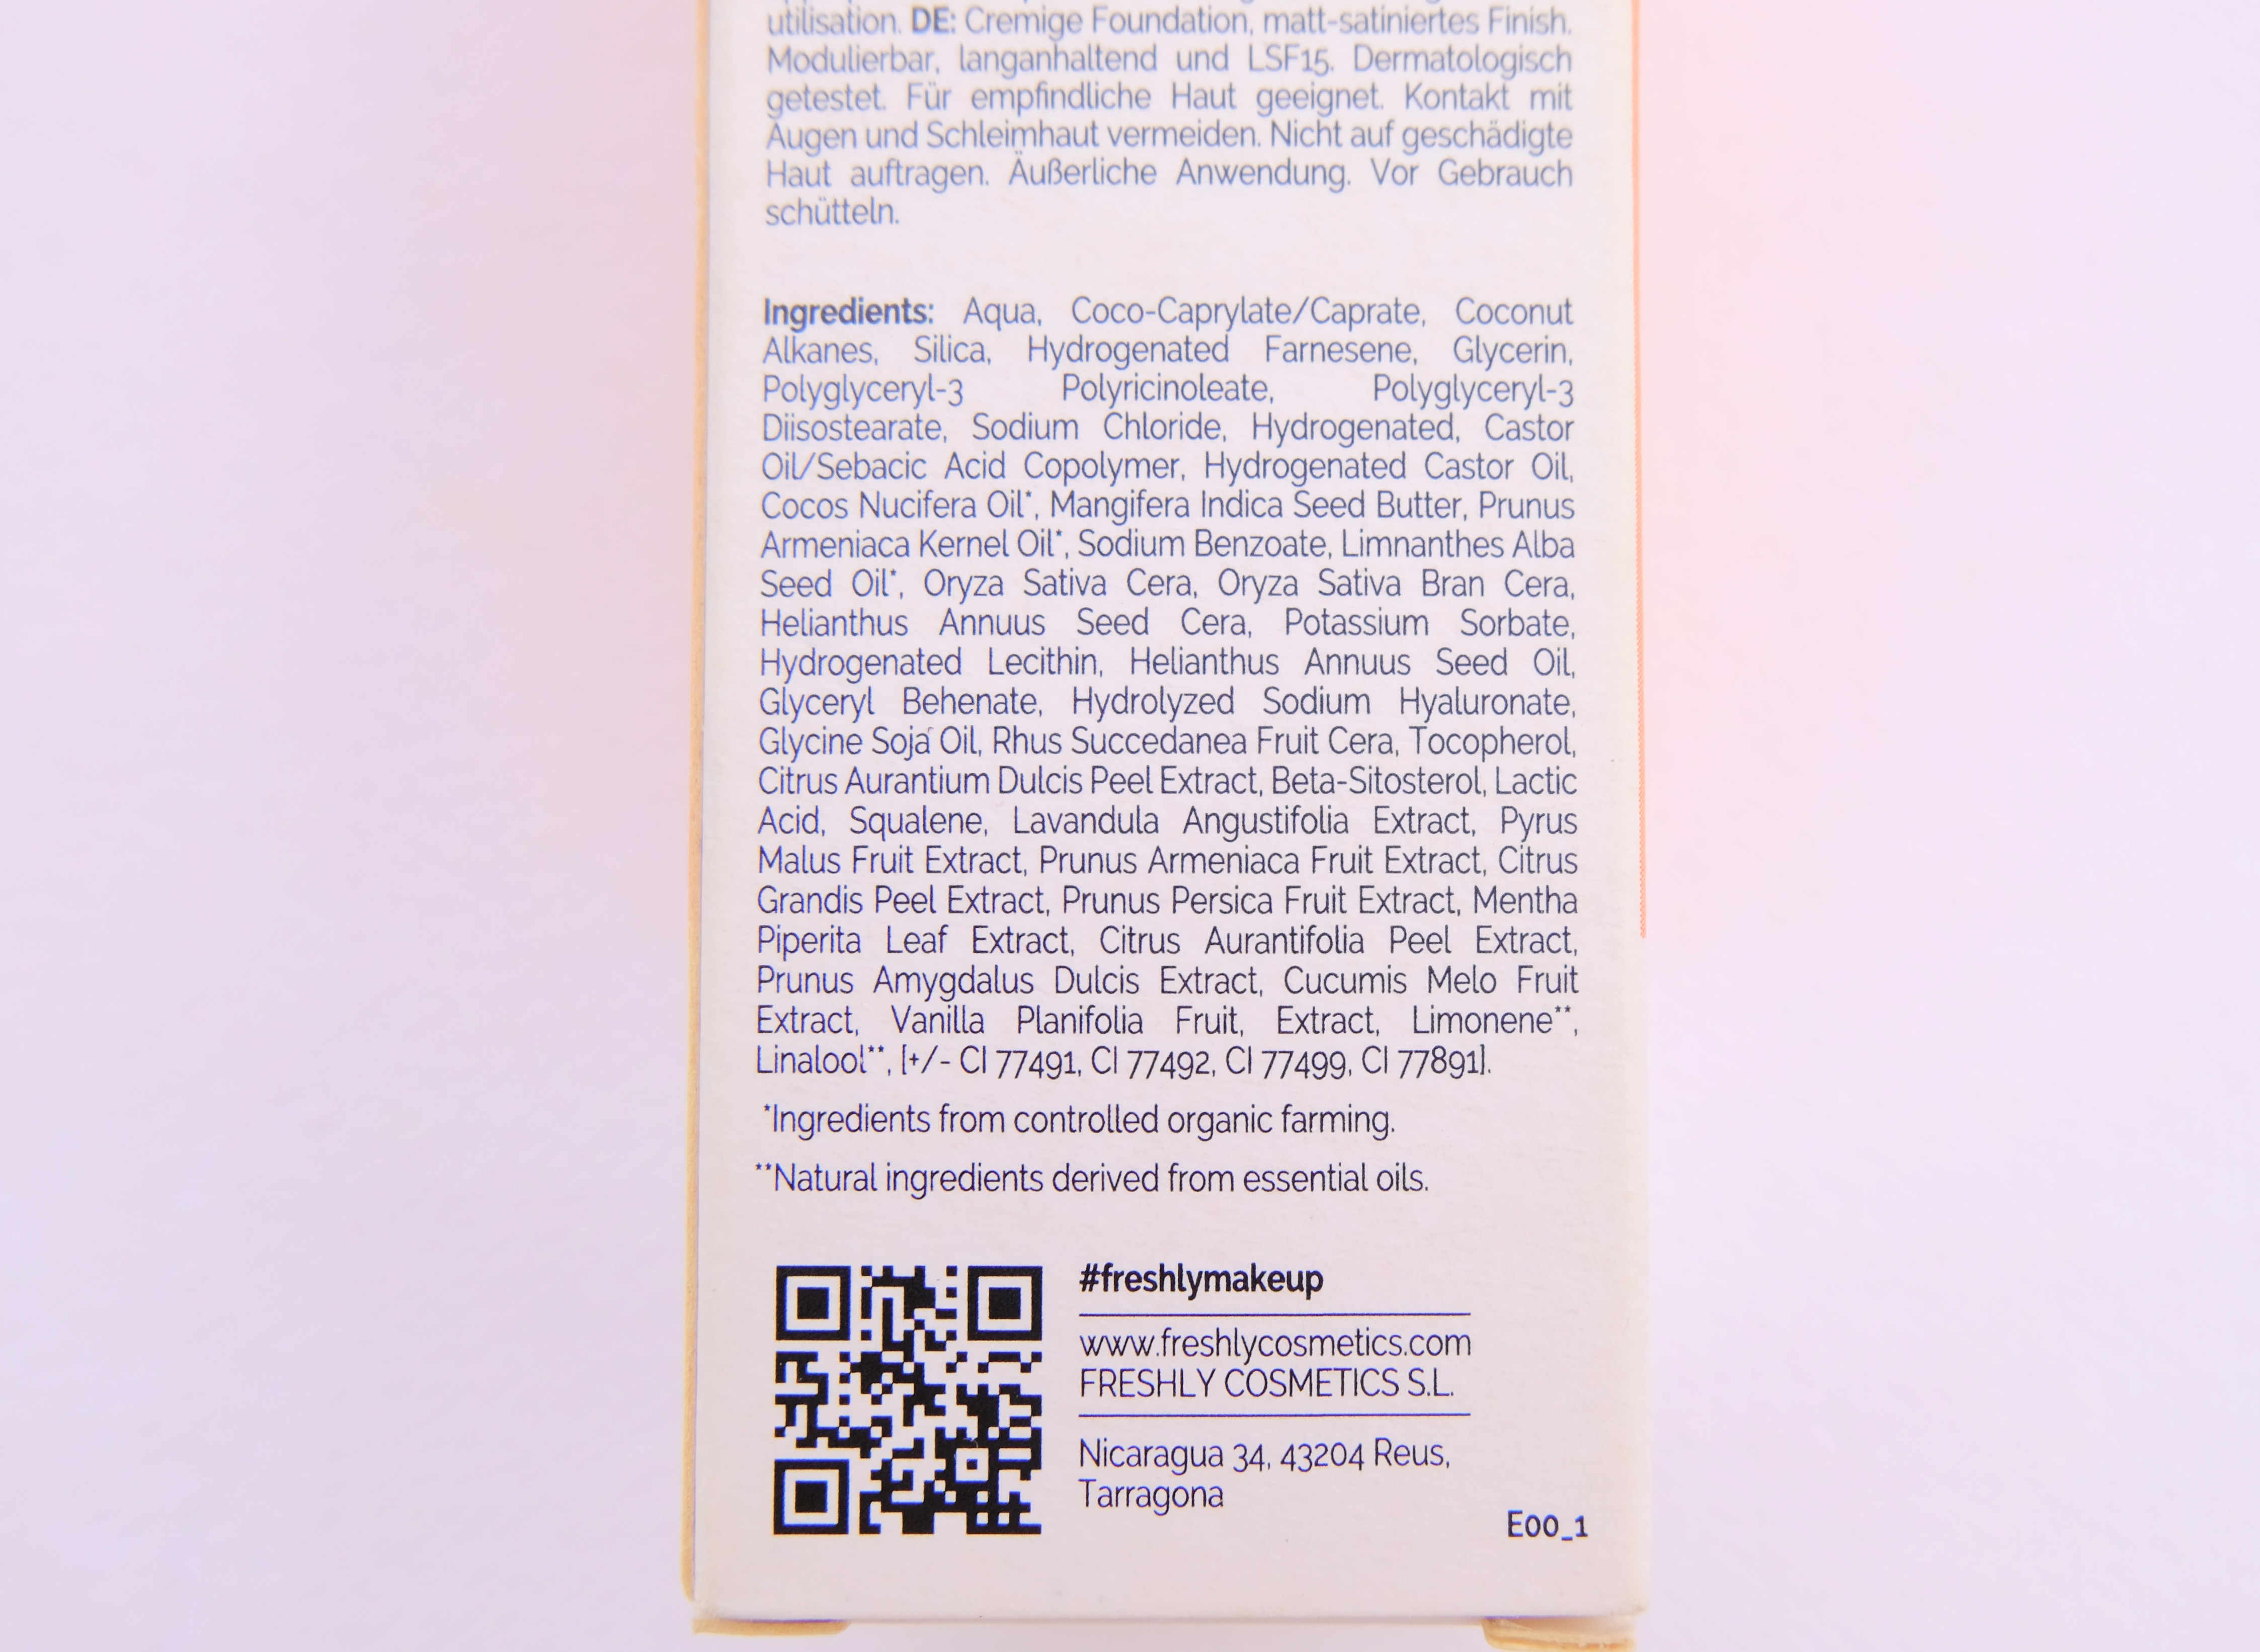 utilisation. DE: Cremige Foundation, matt-satiniertes Finish.
Modulierbar, langanhaltend und LSF15. Dermatologisch
getestet. Für empfindliche Haut geeignet. Kontakt mit
Augen und Schleimhaut vermeiden. Nicht auf geschädigte
Haut auftragen. Äußerliche Anwendung. Vor Gebrauch
schütteln.
Ingredients: Aqua, Coco-Caprylate/Caprate, Coconut
Alkanes, Silica, Hydrogenated Farnesene, Glycerin,
Polyglyceryl-3 Polyricinoleate, Polyglyceryl-3
Diisostearate, Sodium Chloride, Hydrogenated, Castor
Oil/Sebacic Acid Copolymer, Hydrogenated Castor Oil,
Cocos Nucifera Oil*, Mangifera Indica Seed Butter, Prunus
Armeniaca Kernel Oil*, Sodium Benzoate, Limnanthes Alba
Seed Oil*, Oryza Sativa Cera, Oryza Sativa Bran Cera,
Helianthus Annuus Seed Cera, Potassium Sorbate,
Hydrogenated Lecithin, Helianthus Annuus Seed Oil,
Glyceryl Behenate, Hydrolyzed Sodium Hyaluronate,
Glycine Soja Oil, Rhus Succedanea Fruit Cera, Tocopherol,
Citrus Aurantium Dulcis Peel Extract, Beta-Sitosterol, Lactic
Acid, Squalene, Lavandula Angustifolia Extract, Pyrus
Malus Fruit Extract, Prunus Armeniaca Fruit Extract, Citrus
Grandis Peel Extract, Prunus Persica Fruit Extract, Mentha
Piperita Leaf Extract, Citrus Aurantifolia Peel Extract,
Prunus Amygdalus Dulcis Extract, Cucumis Melo Fruit
Extract, Vanilla Planifolia Fruit, Extract, Limonene**,
Linalool**, [+/- CI 77491, CI 77492, CI 77499, CI 77891].
*Ingredients from controlled organic farming.
**Natural ingredients derived from essential oils.
#freshlymakeup
www.freshlycosmetics.com
FRESHLY COSMETICS S.L.
Nicaragua 34, 43204 Reus,
Tarragona
E00_1